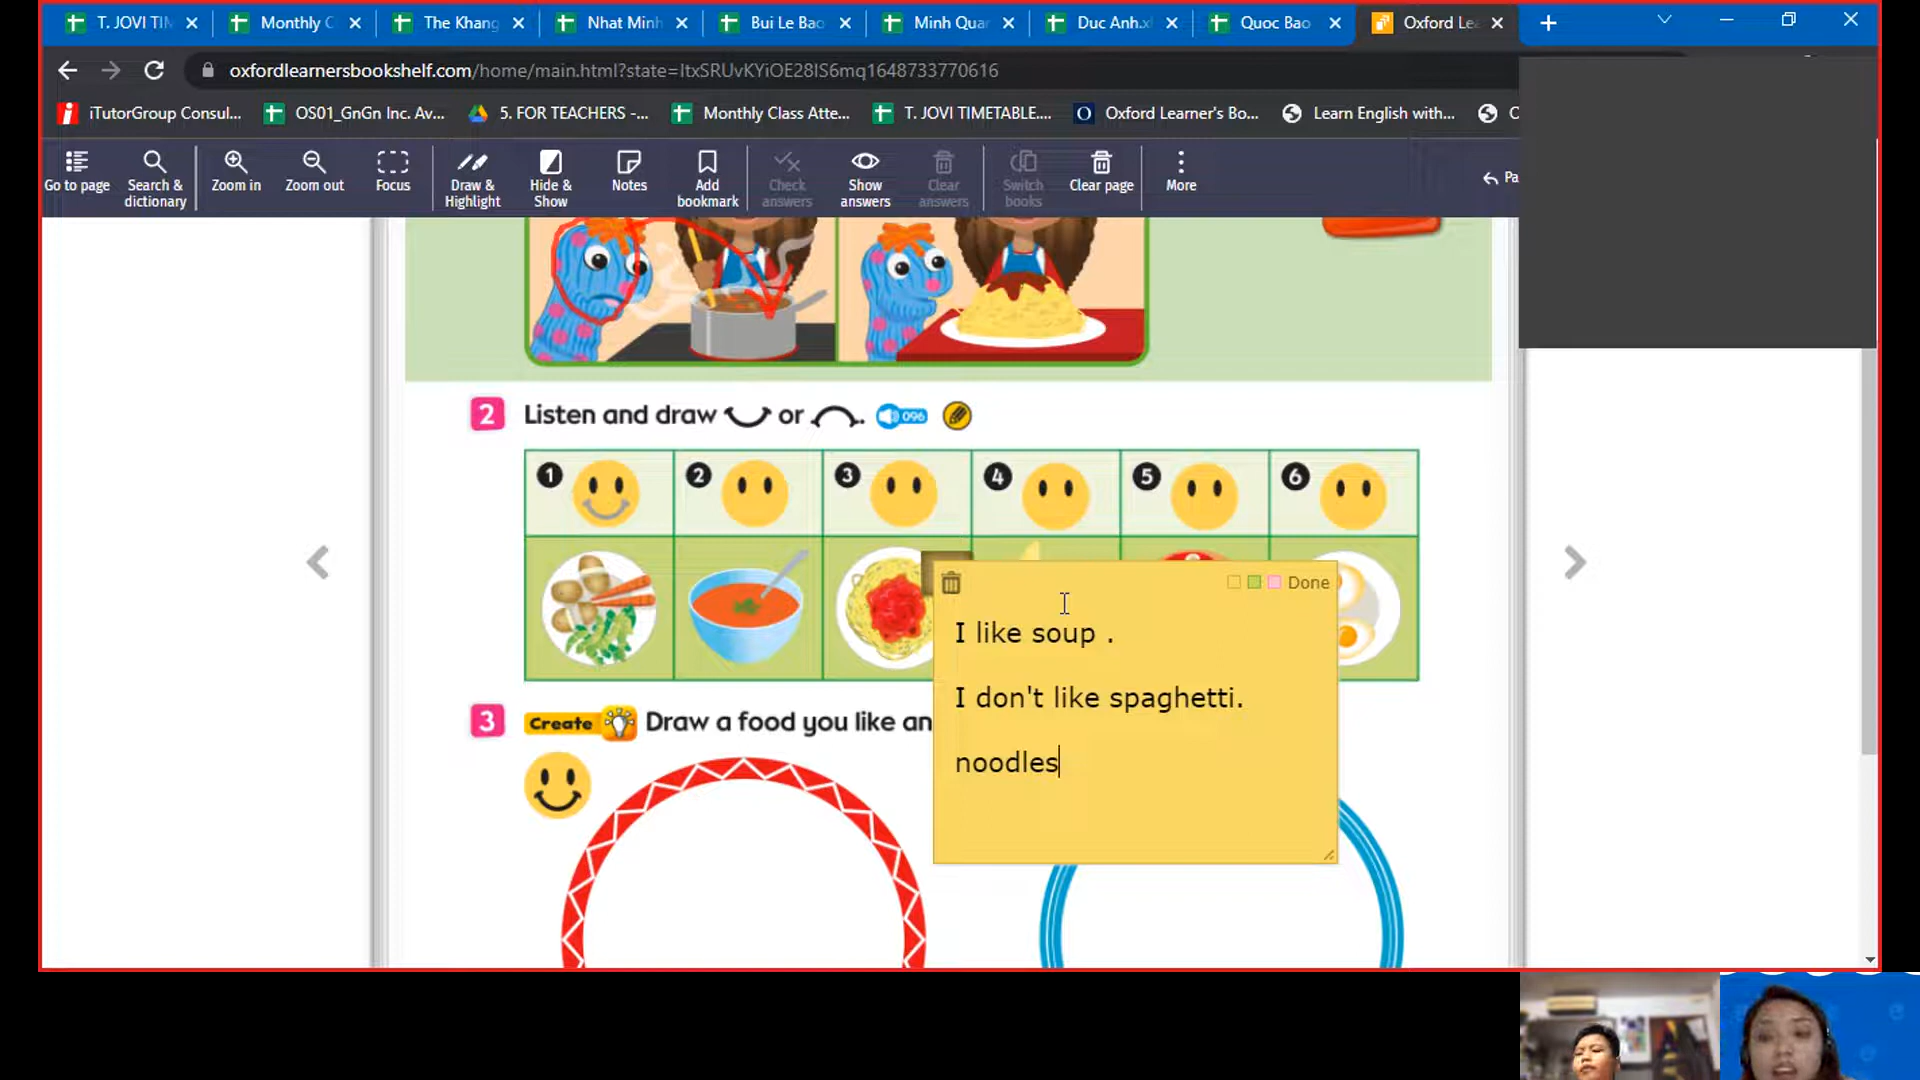 T. JOVI TIM
Monthly C
The Khang
Nhat Minh
Bui Le Bao
Minh Quan
Duc Anh.xl
Quoc Bao
Oxford Lea
oxfordlearnersbookshelf.com/home/main.html?state=ItxSRUvKYiOE28IS6mq1648733770616
iTutorGroup Consul...
OS01_GnGn Inc. Av...
5. FOR TEACHERS -...
Monthly Class Atte...
T. JOVI TIMETABLE....
Oxford Learner's Bo...
Learn English with...
Go to page
Search & dictionary
Zoom in
Zoom out
Focus
Draw & Highlight
Hide & Show
Notes
Add bookmark
Check answers
Show answers
Clear answers
Switch books
Clear page
More
Pa
2 Listen and draw or . 096
1 2 3 4 5 6
Done
I like soup .
I don't like spaghetti.
noodles
3 Create Draw a food you like an